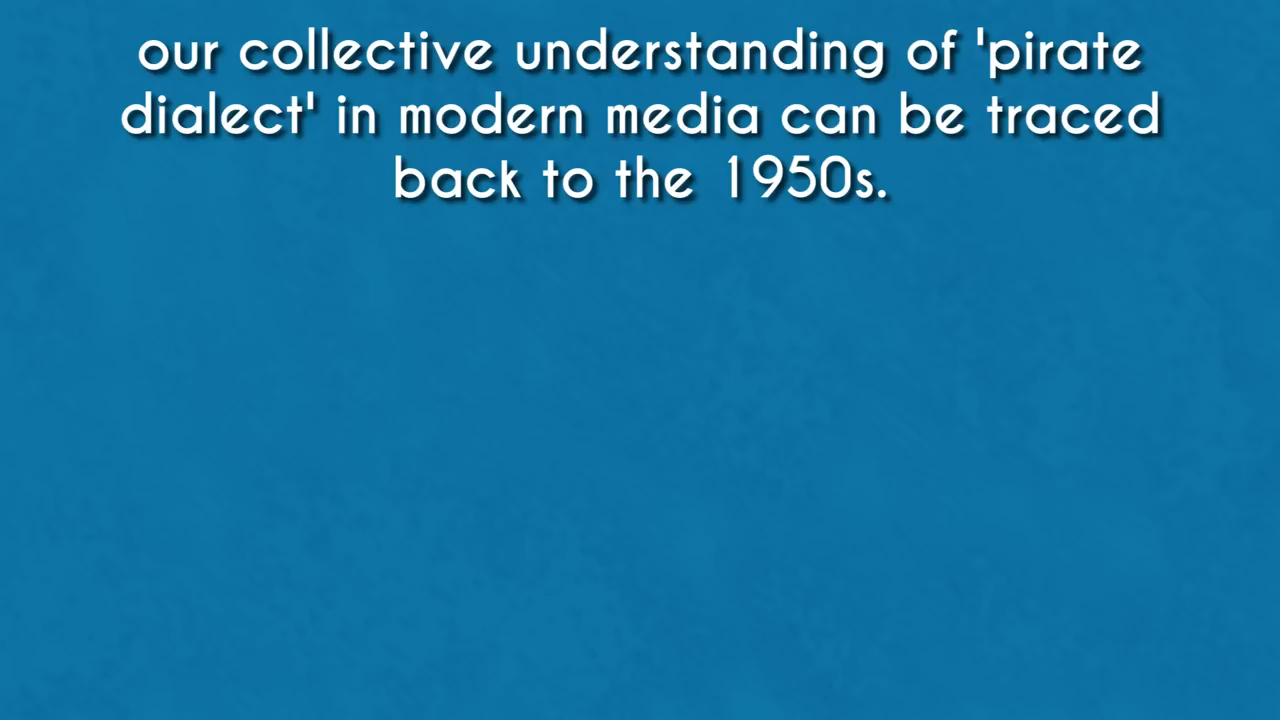 our collective understanding of 'pirate
dialect' in modern media can be traced
back to the 1950s.